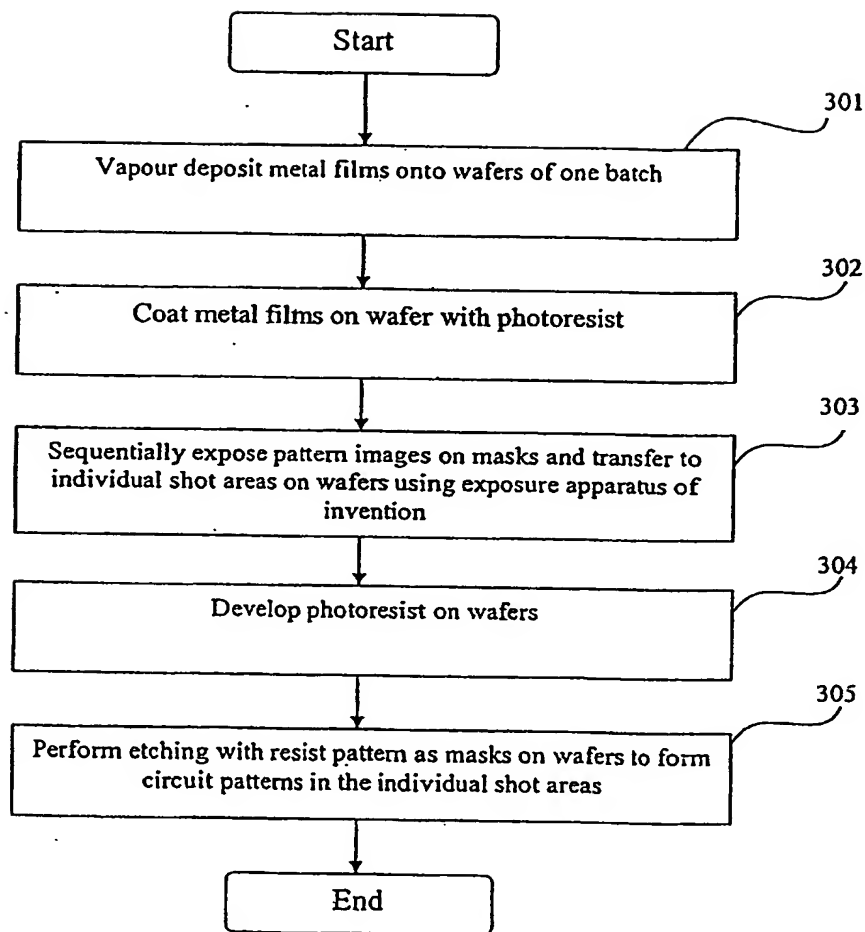 Start
301
Vapour deposit metal films onto wafers of one batch
302
Coat metal films on wafer with photoresist
303
Sequentially expose pattern images on masks and transfer to
individual shot areas on wafers using exposure apparatus of
invention
304
Develop photoresist on wafers
305
Perform etching with resist pattern as masks on wafers to form
circuit patterns in the individual shot areas
End